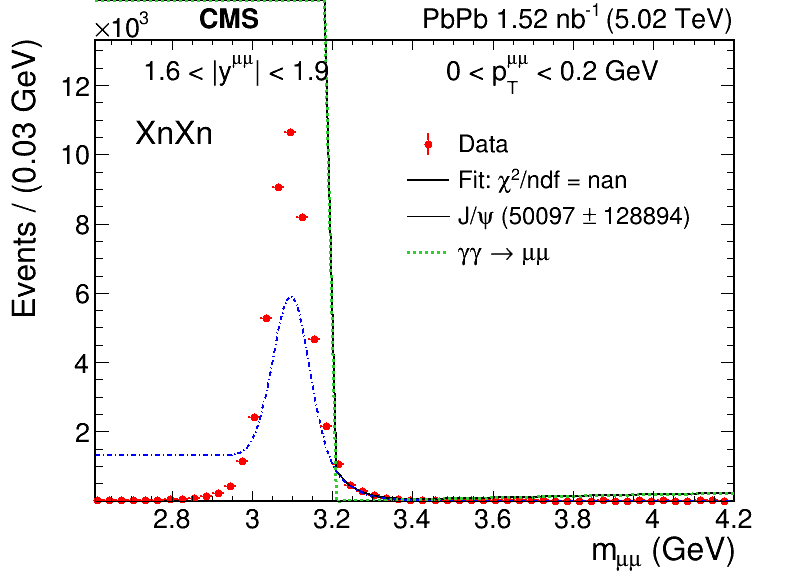 CMS PbPb 1.52 nb⁻¹ (5.02 TeV)
×10³
1.6 < |y^μμ| < 1.9 0 < p_T^μμ < 0.2 GeV
XnXn
Data
Fit: χ²/ndf = nan
J/ψ (50097 ± 128894)
γγ → μμ
Events / (0.03 GeV)
12
10
8
6
4
2
2.8 3 3.2 3.4 3.6 3.8 4 4.2
m_μμ (GeV)